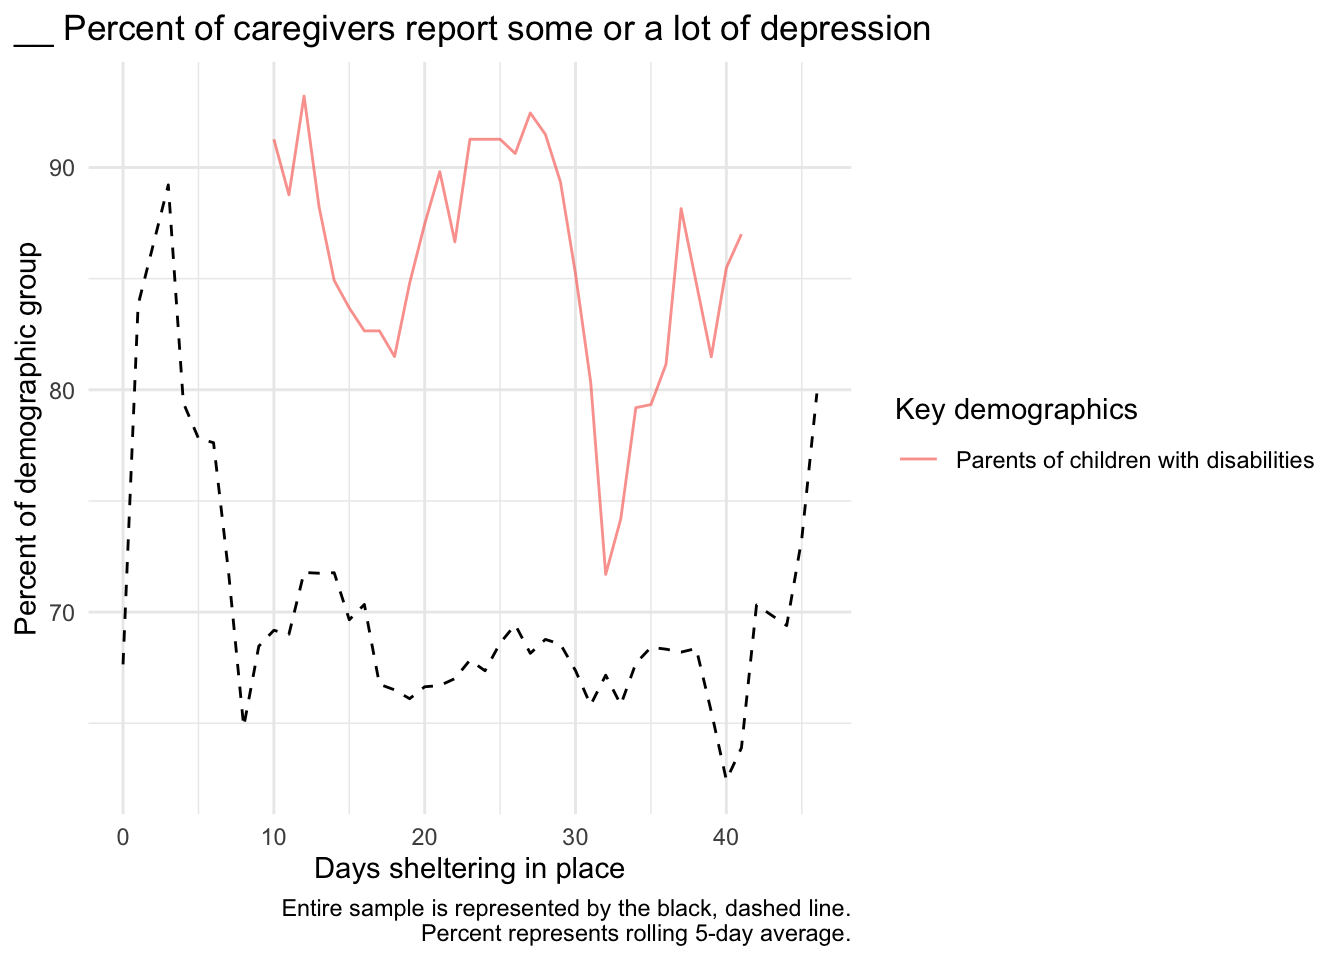 __ Percent of caregivers report some or a lot of depression
Percent of demographic group
90
80
70
0 10 20 30 40
Days sheltering in place
Key demographics
Parents of children with disabilities
Entire sample is represented by the black, dashed line.
Percent represents rolling 5-day average.